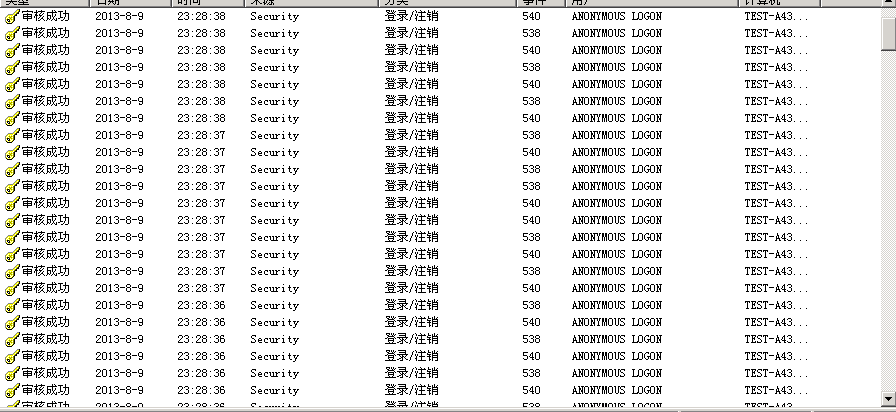 类型 日期 时间 来源 分类 事件 用户 计算机
审核成功 2013-8-9 23:28:38 Security 登录/注销 540 ANONYMOUS LOGON TEST-A43...
审核成功 2013-8-9 23:28:38 Security 登录/注销 540 ANONYMOUS LOGON TEST-A43...
审核成功 2013-8-9 23:28:38 Security 登录/注销 538 ANONYMOUS LOGON TEST-A43...
审核成功 2013-8-9 23:28:38 Security 登录/注销 538 ANONYMOUS LOGON TEST-A43...
审核成功 2013-8-9 23:28:38 Security 登录/注销 540 ANONYMOUS LOGON TEST-A43...
审核成功 2013-8-9 23:28:38 Security 登录/注销 538 ANONYMOUS LOGON TEST-A43...
审核成功 2013-8-9 23:28:38 Security 登录/注销 540 ANONYMOUS LOGON TEST-A43...
审核成功 2013-8-9 23:28:37 Security 登录/注销 538 ANONYMOUS LOGON TEST-A43...
审核成功 2013-8-9 23:28:37 Security 登录/注销 540 ANONYMOUS LOGON TEST-A43...
审核成功 2013-8-9 23:28:37 Security 登录/注销 538 ANONYMOUS LOGON TEST-A43...
审核成功 2013-8-9 23:28:37 Security 登录/注销 538 ANONYMOUS LOGON TEST-A43...
审核成功 2013-8-9 23:28:37 Security 登录/注销 540 ANONYMOUS LOGON TEST-A43...
审核成功 2013-8-9 23:28:37 Security 登录/注销 540 ANONYMOUS LOGON TEST-A43...
审核成功 2013-8-9 23:28:37 Security 登录/注销 538 ANONYMOUS LOGON TEST-A43...
审核成功 2013-8-9 23:28:37 Security 登录/注销 540 ANONYMOUS LOGON TEST-A43...
审核成功 2013-8-9 23:28:37 Security 登录/注销 538 ANONYMOUS LOGON TEST-A43...
审核成功 2013-8-9 23:28:37 Security 登录/注销 540 ANONYMOUS LOGON TEST-A43...
审核成功 2013-8-9 23:28:36 Security 登录/注销 538 ANONYMOUS LOGON TEST-A43...
审核成功 2013-8-9 23:28:36 Security 登录/注销 540 ANONYMOUS LOGON TEST-A43...
审核成功 2013-8-9 23:28:36 Security 登录/注销 538 ANONYMOUS LOGON TEST-A43...
审核成功 2013-8-9 23:28:36 Security 登录/注销 540 ANONYMOUS LOGON TEST-A43...
审核成功 2013-8-9 23:28:36 Security 登录/注销 538 ANONYMOUS LOGON TEST-A43...
审核成功 2013-8-9 23:28:36 Security 登录/注销 540 ANONYMOUS LOGON TEST-A43...